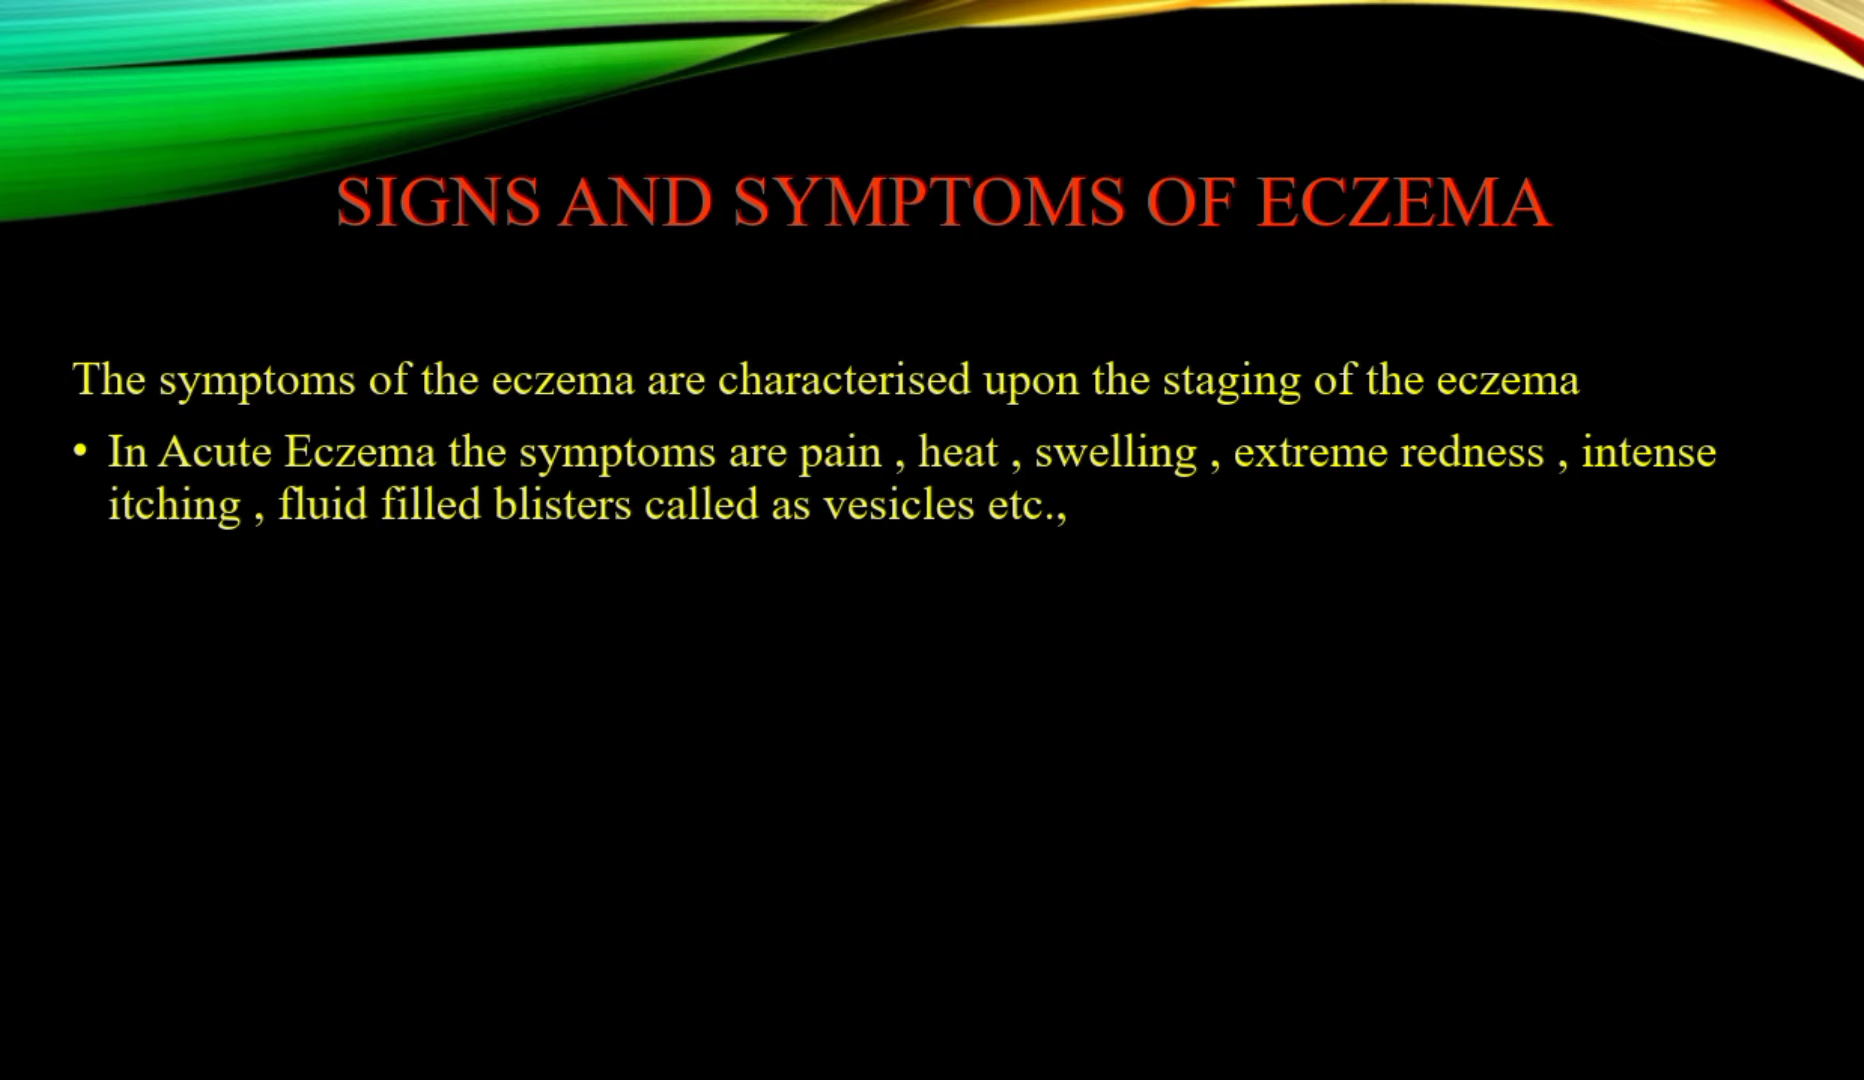 SIGNS AND SYMPTOMS OF ECZEMA
The symptoms of the eczema are characterised upon the staging of the eczema
• In Acute Eczema the symptoms are pain , heat , swelling , extreme redness , intense
itching , fluid filled blisters called as vesicles etc.,